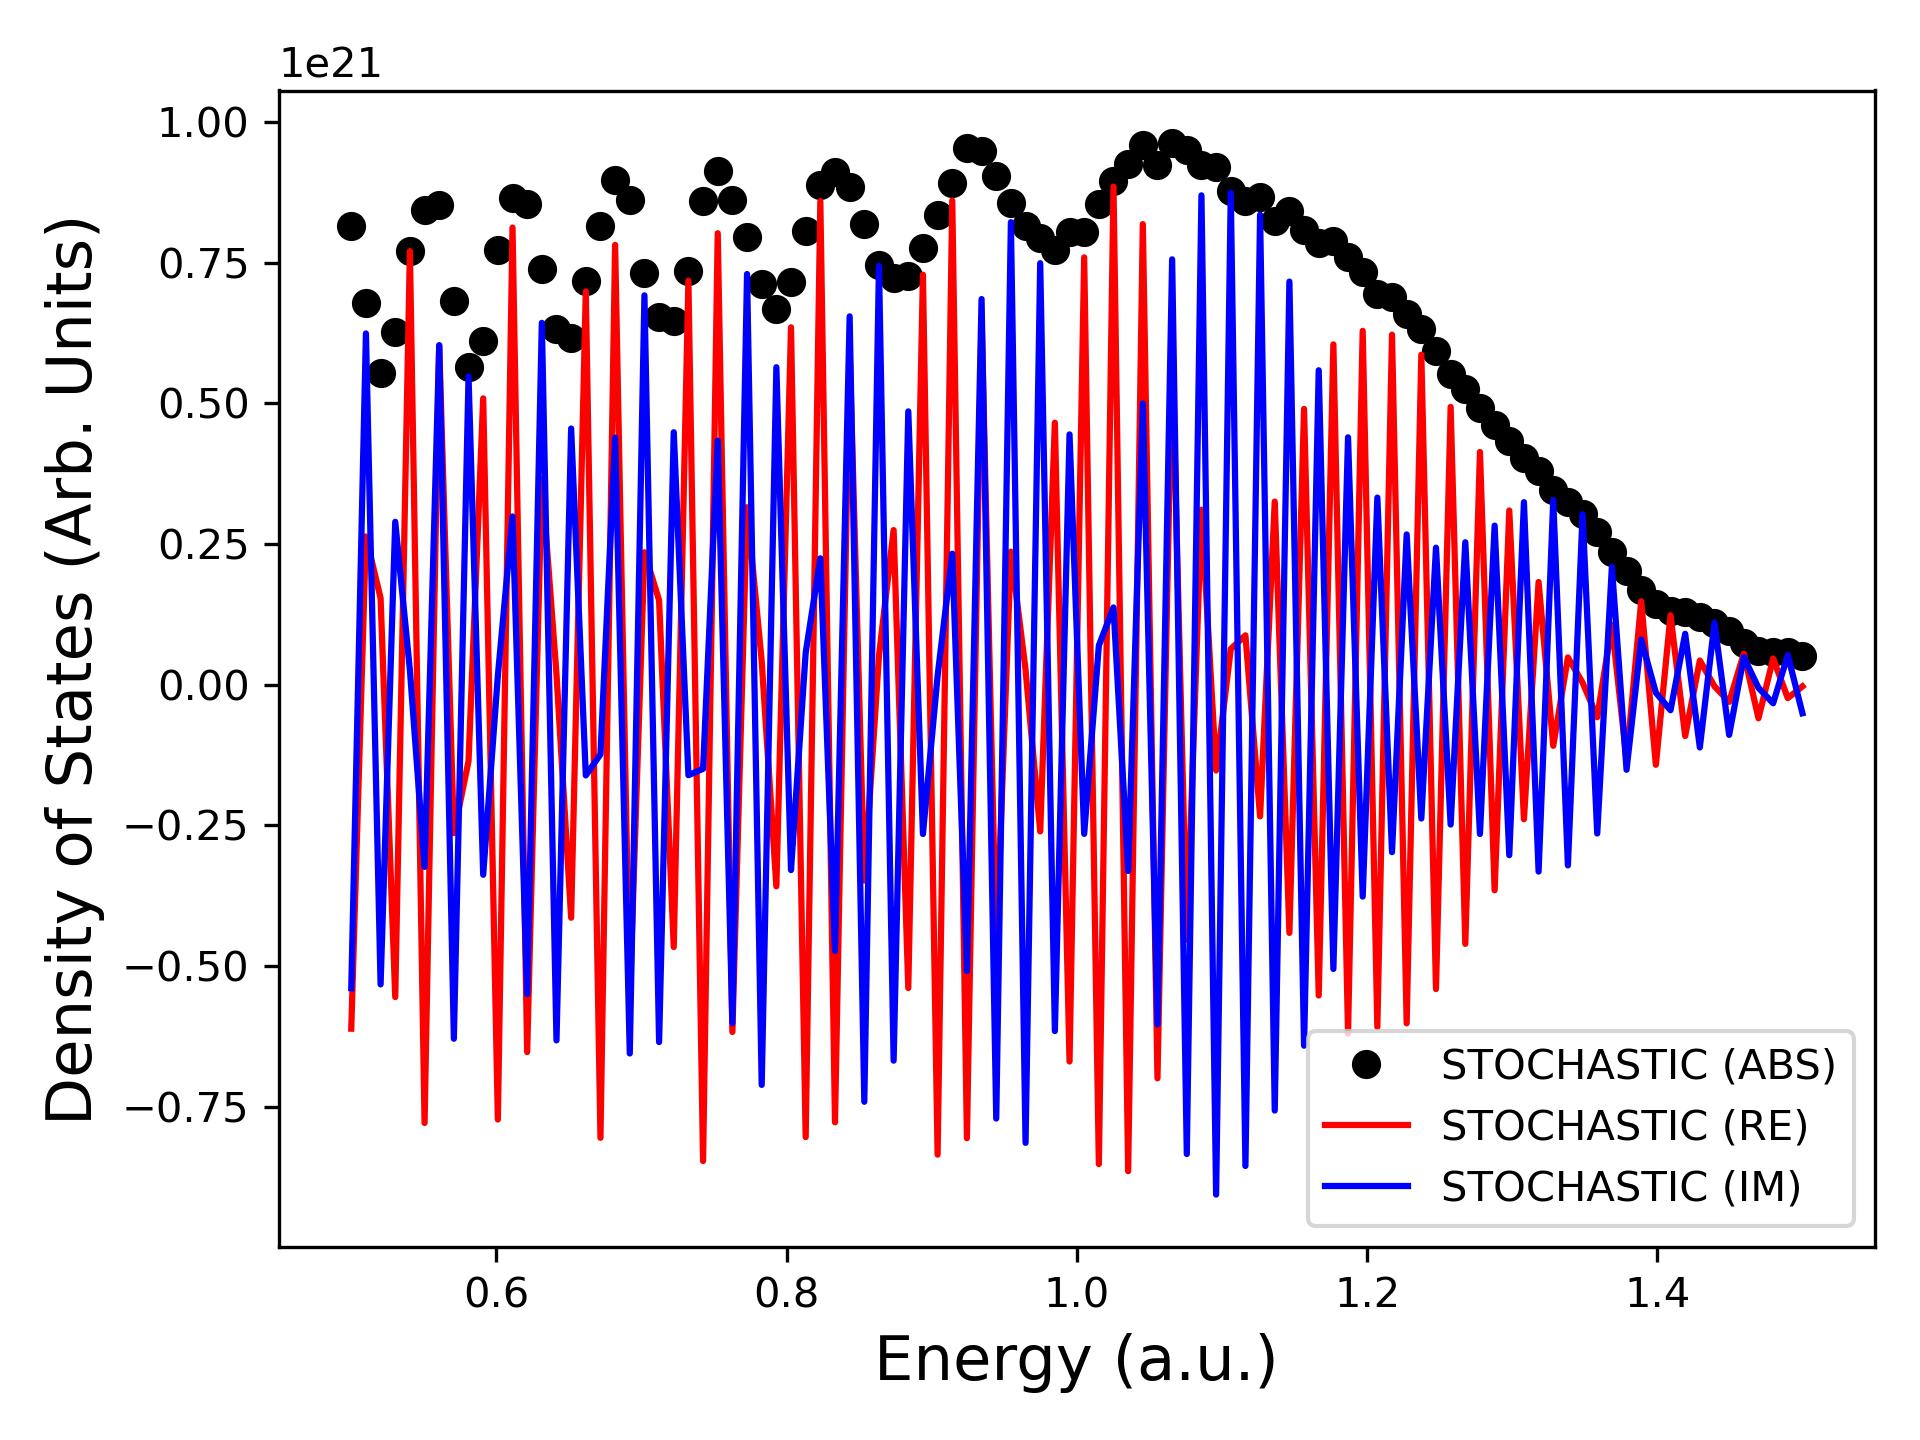 1e21
1.00
0.75
0.50
0.25
0.00
−0.25
−0.50
−0.75
Density of States (Arb. Units)
STOCHASTIC (ABS)
STOCHASTIC (RE)
STOCHASTIC (IM)
0.6 0.8 1.0 1.2 1.4
Energy (a.u.)